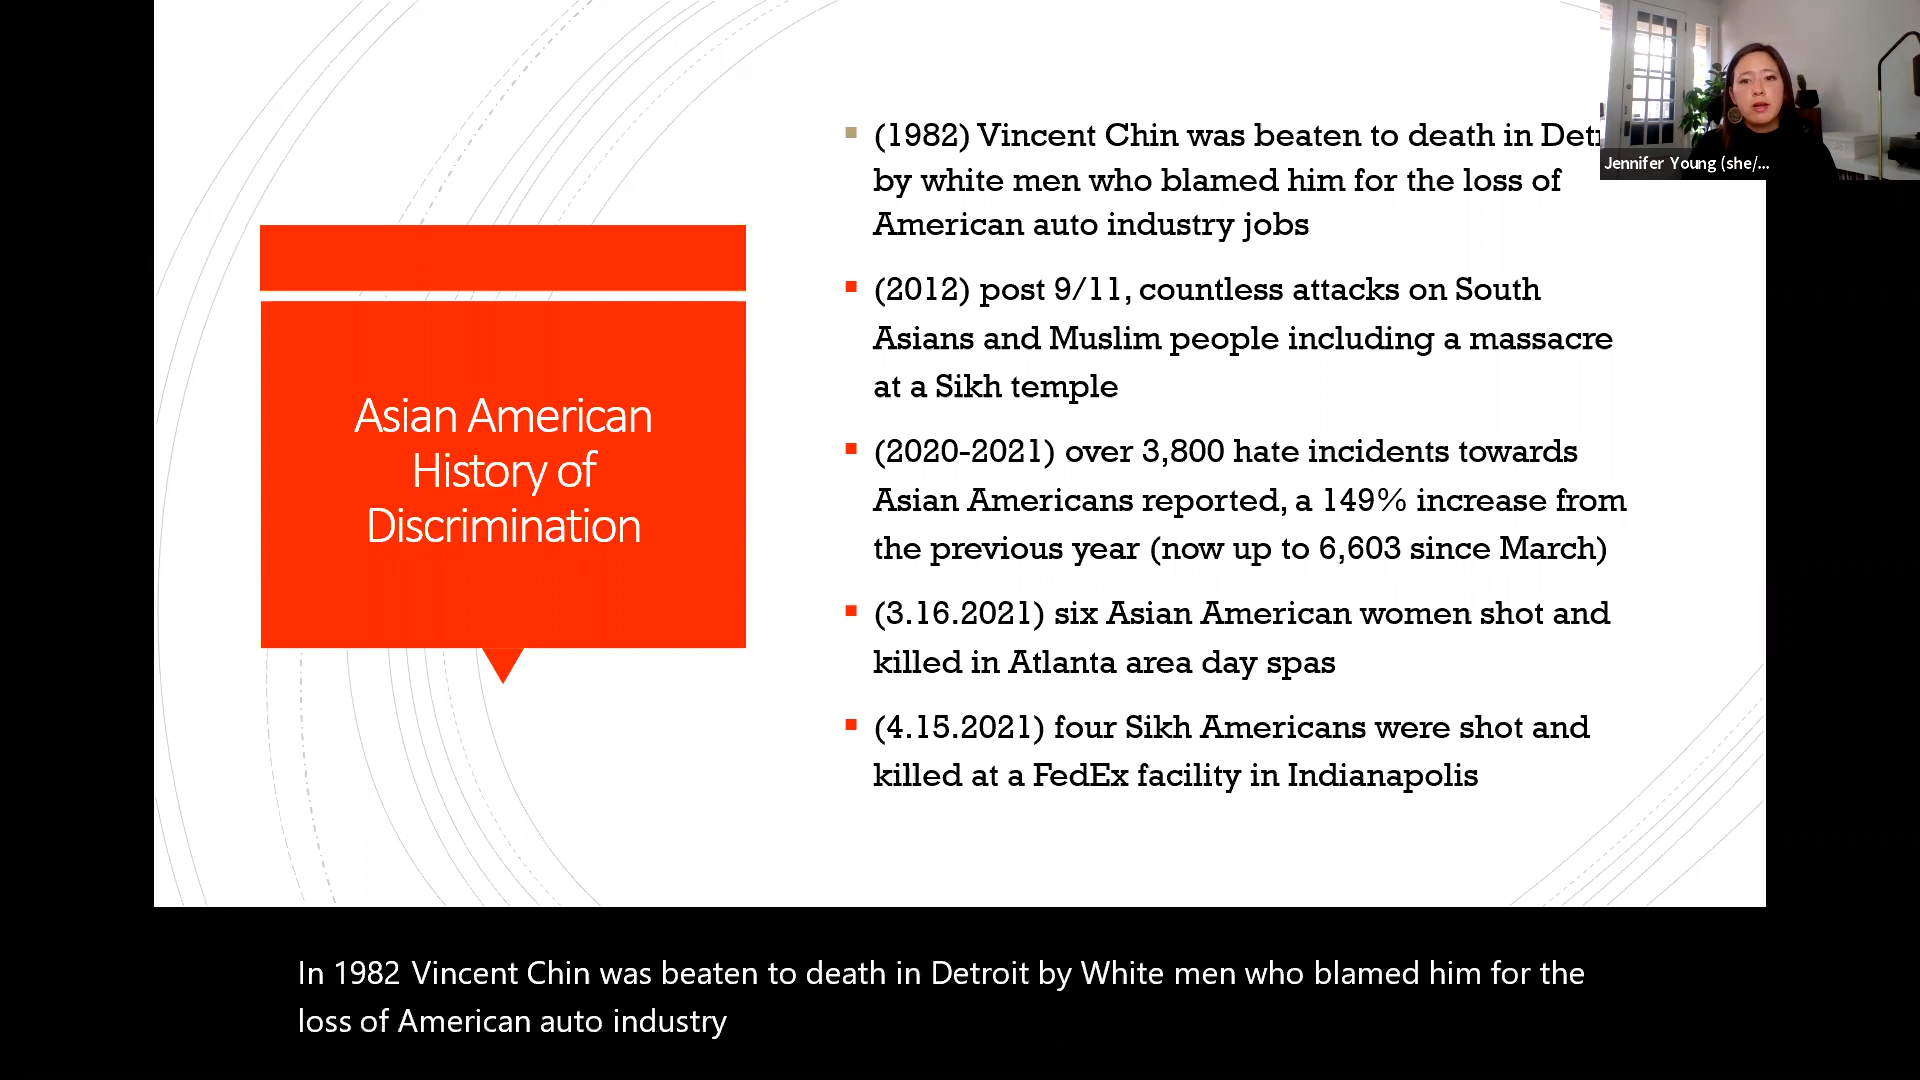 Asian American
History of
Discrimination
(1982) Vincent Chin was beaten to death in
by white men who blamed him for the loss of
American auto industry jobs
(2012) post 9/11, countless attacks on South
Asians and Muslim people including a massacre
at a Sikh temple
(2020-2021) over 3,800 hate incidents towards
Asian Americans reported, a 149% increase from
the previous year (now up to 6,603 since March)
(3.16.2021) six Asian American women shot and
killed in Atlanta area day spas
(4.15.2021) four Sikh Americans were shot and
killed at a FedEx facility in Indianapolis
Jennifer Young (she/...
In 1982 Vincent Chin was beaten to death in Detroit by White men who blamed him for the
loss of American auto industry